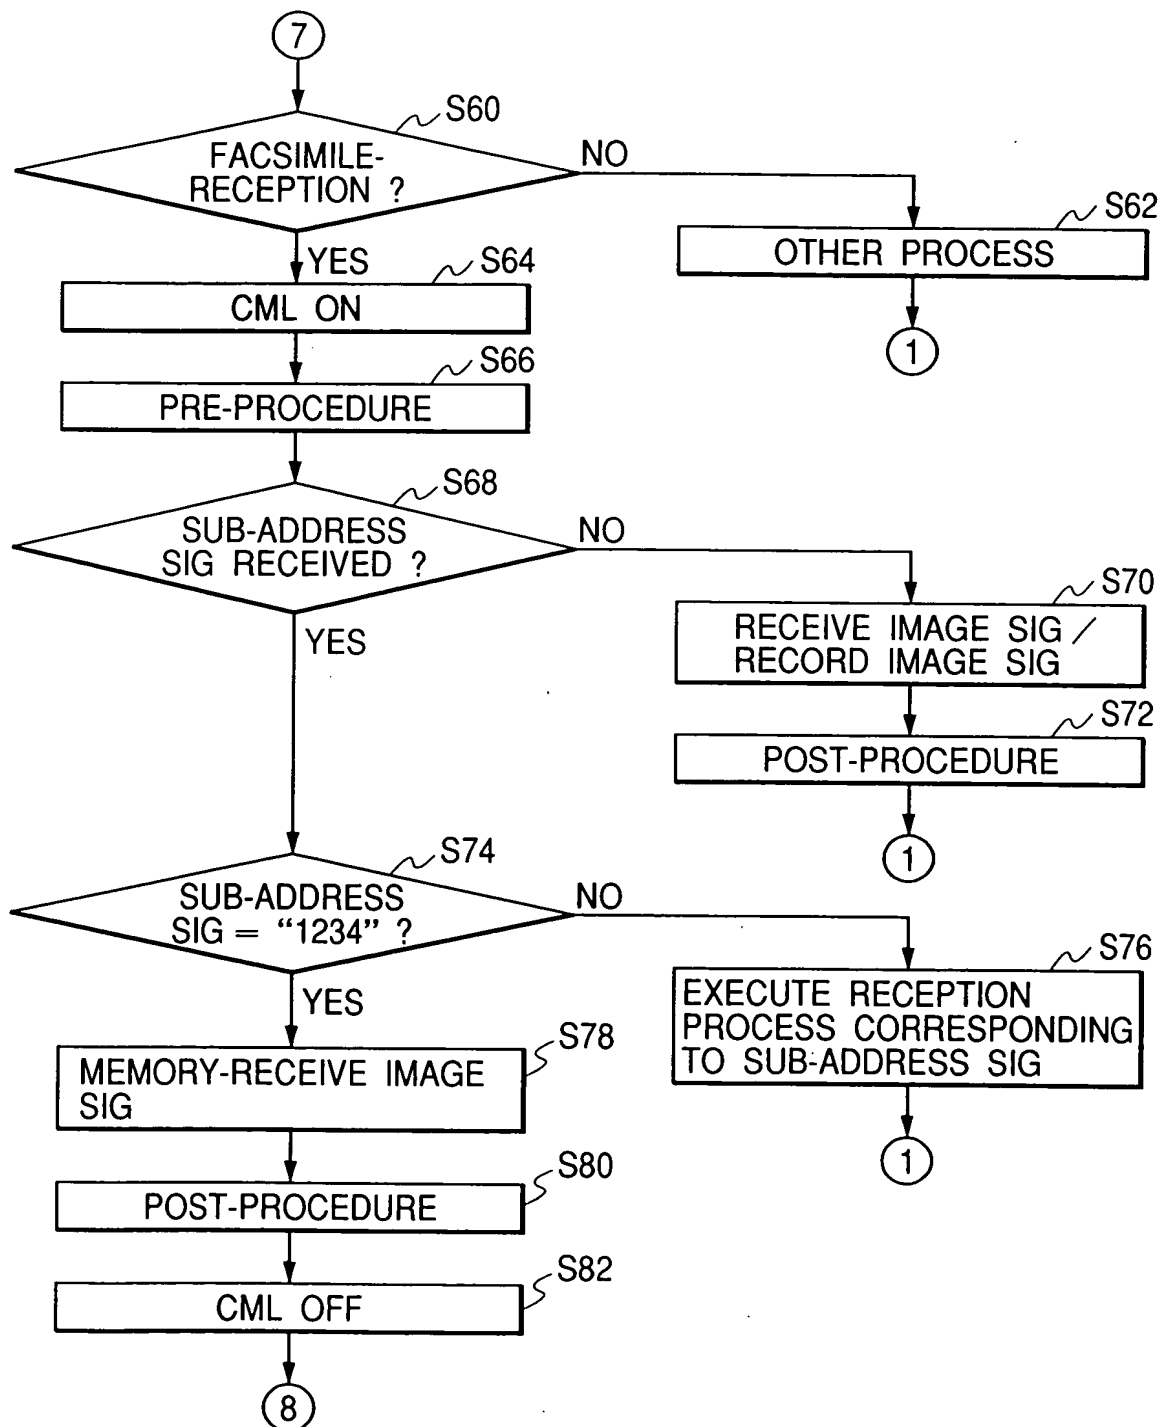 7
S60
FACSIMILE-
RECEPTION ?
NO
S62
OTHER PROCESS
1
YES
S64
CML ON
S66
PRE-PROCEDURE
S68
SUB-ADDRESS
SIG RECEIVED ?
NO
S70
RECEIVE IMAGE SIG /
RECORD IMAGE SIG
S72
POST-PROCEDURE
1
YES
S74
SUB-ADDRESS
SIG = “1234” ?
NO
S76
EXECUTE RECEPTION
PROCESS CORRESPONDING
TO SUB-ADDRESS SIG
1
YES
S78
MEMORY-RECEIVE IMAGE
SIG
S80
POST-PROCEDURE
S82
CML OFF
8